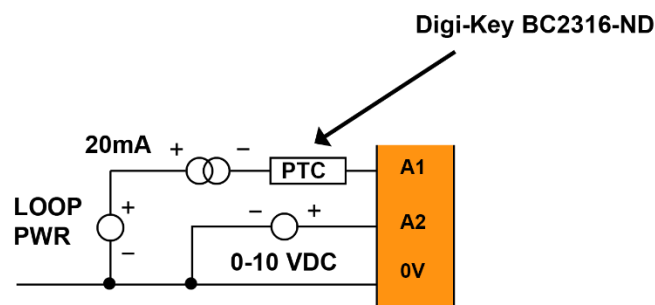 Digi-Key BC2316-ND
20mA
+
−
PTC
A1
LOOP
PWR
+
−
−
+
A2
0-10 VDC
0V